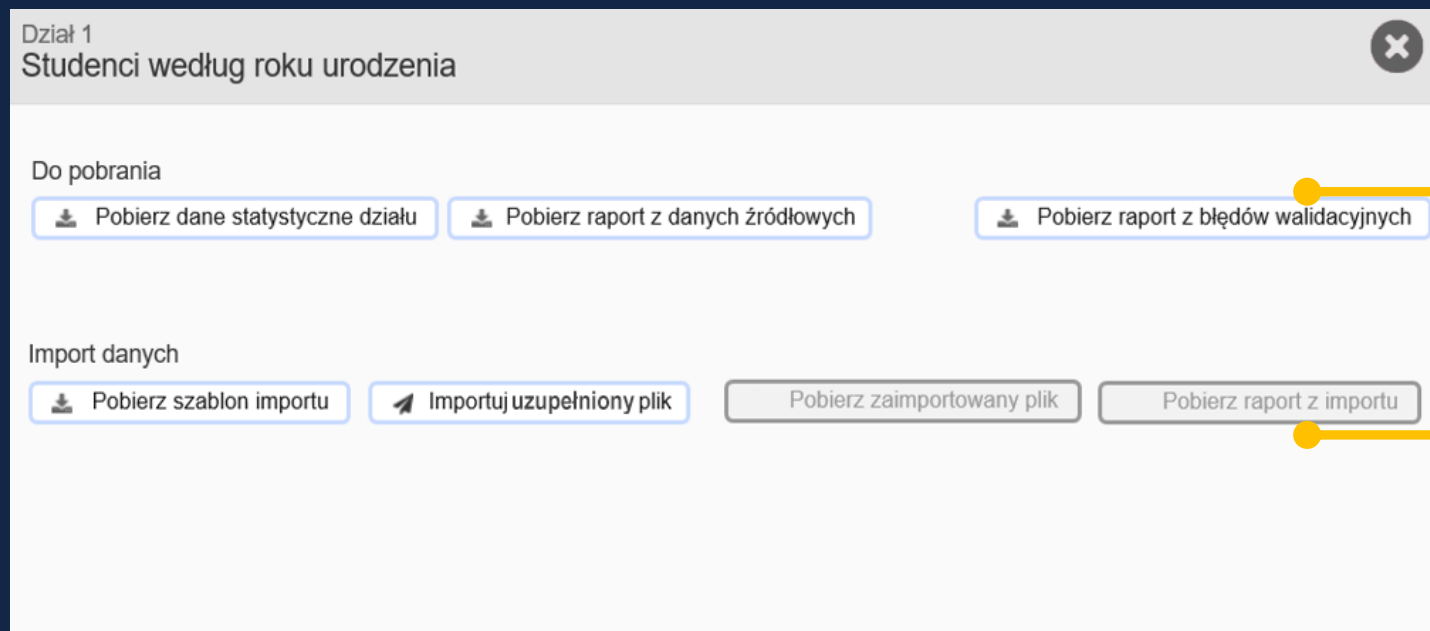 Dział 1
Studenci według roku urodzenia
Do pobrania
Pobierz dane statystyczne działu
Pobierz raport z danych źródłowych
Pobierz raport z błędów walidacyjnych
Import danych
Pobierz szablon importu
Importuj uzupełniony plik
Pobierz zaimportowany plik
Pobierz raport z importu